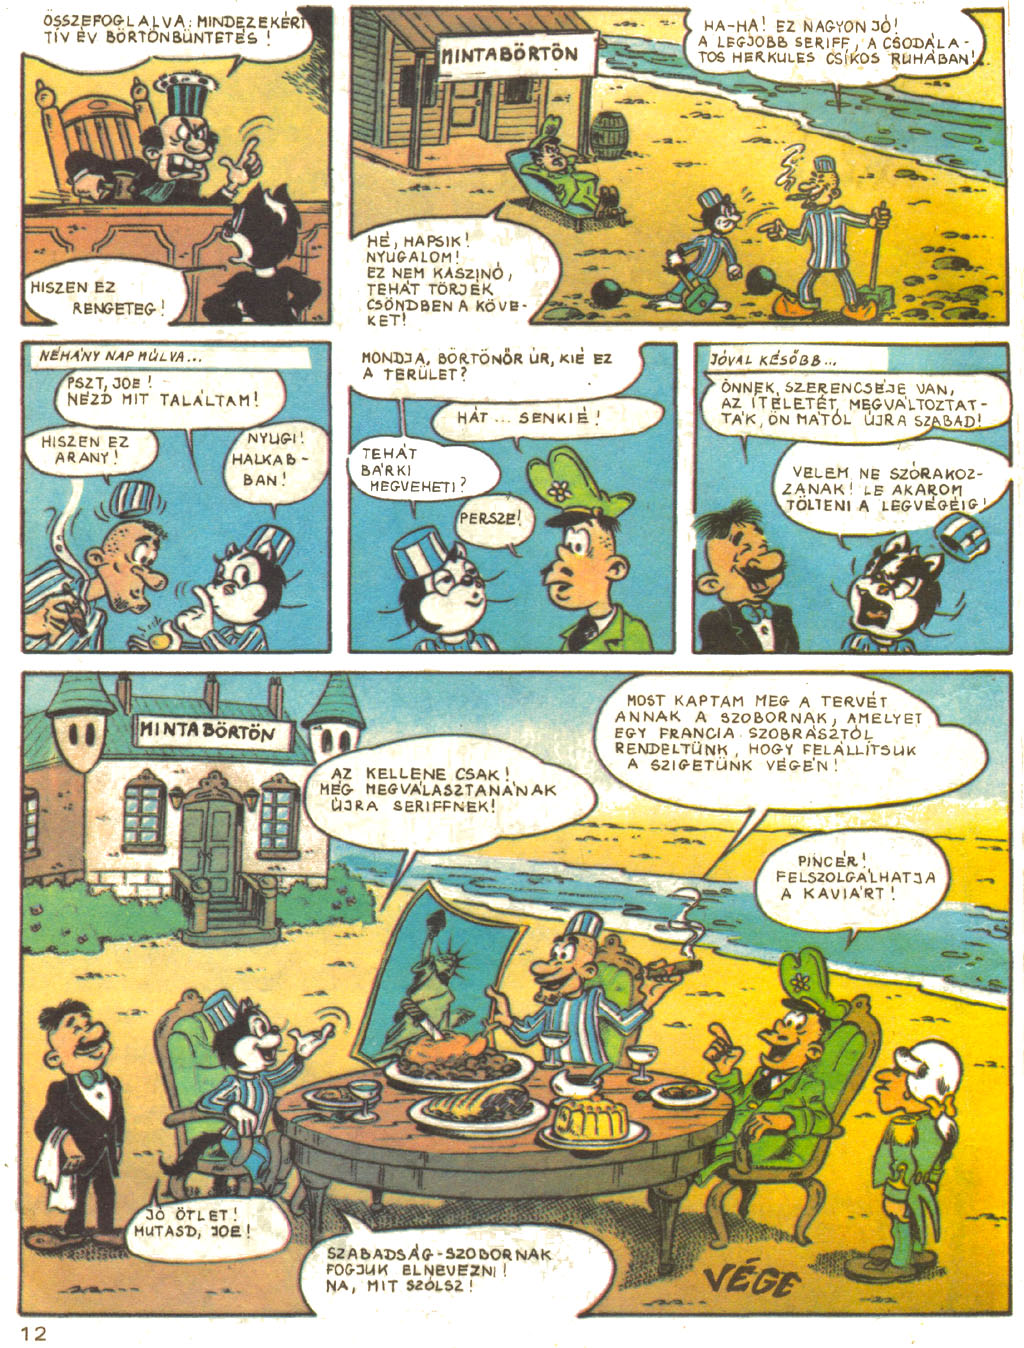 ÖSSZEFOGLALVA: MINDEZEKÉRT
TÍV ÉV BÖRTÖNBÜNTETÉS!
HISZEN EZ
RENGETEG!
MINTABÖRTÖN
HA-HA! EZ NAGYON JÓ!
A LEGJOBB SERIFF, A CSODÁLA-
TOS HERKULES CSÍKOS RUHÁBAN!
HÉ, HAPSIK!
NYUGALOM!
EZ NEM KASZINÓ,
TEHÁT TÖRJÉK
CSÖNDBEN A KÖVE-
KET!
NÉHÁNY NAP MÚLVA...
PSZT, JOE!
NÉZD MIT TALÁLTAM!
HISZEN EZ
ARANY!
NYUGI!
HALKAB-
BAN!
MONDJA, BÖRTÖNŐR ÚR, KIÉ EZ
A TERÜLET?
HÁT ... SENKIÉ!
TEHÁT
BÁRKI
MEGVEHETI?
PERSZE!
JÓVAL KÉSŐBB...
ÖNNEK SZERENCSÉJE VAN,
AZ ÍTÉLETÉT MEGVÁLTOZTAT-
TÁK, ÖN MÁTÓL ÚJRA SZABAD!
VELEM NE SZÓRAKOZ-
ZANAK! LE AKAROM
TÖLTENI A LEGVÉGÉIG!
MINTABÖRTÖN
AZ KELLENE CSAK!
MÉG MEGVÁLASZTANÁNAK
ÚJRA SERIFFNEK!
MOST KAPTAM MEG A TERVÉT
ANNAK A SZOBORNAK, AMELYET
EGY FRANCIA SZOBRÁSZTÓL
RENDELTÜNK, HOGY FELÁLLÍTSUK
A SZIGETÜNK VÉGÉN!
PINCÉR!
FELSZOLGÁLHATJA
A KAVIÁRT!
JÓ ÖTLET!
MUTASD, JOE!
SZABADSÁG-SZOBORNAK
FOGJUK ELNEVEZNI!
NA, MIT SZÓLSZ!
VÉGE
12